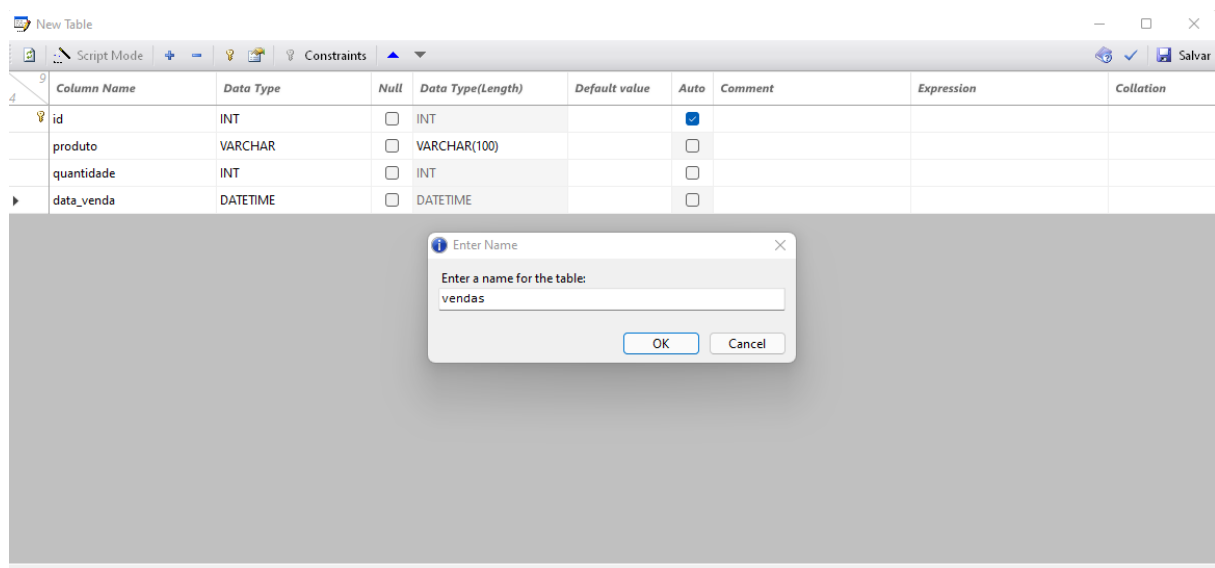 New Table
Script Mode Constraints Salvar
9
4
Column Name Data Type Null Data Type(Length) Default value Auto Comment Expression Collation
id INT INT
produto VARCHAR VARCHAR(100)
quantidade INT INT
data_venda DATETIME DATETIME
Enter Name
Enter a name for the table:
vendas
OK Cancel